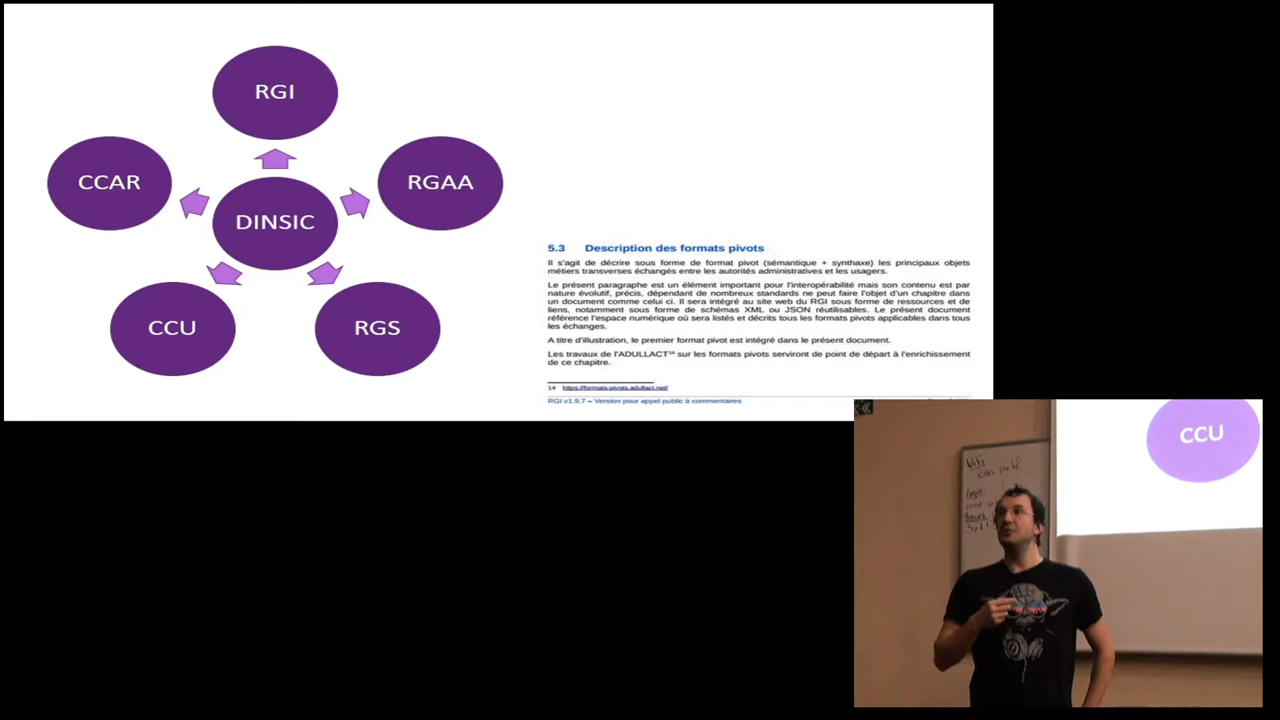 RGI
CCAR
RGAA
DINSIC
CCU
RGS
5.3 Description des formats pivots
Il s'agit de décrire sous forme de format pivot (sémantique + synthaxe) les principaux objets
métiers transverses échangés entre les autorités administratives et les usagers.
Le présent paragraphe est un élément important pour l'interopérabilité mais son contenu est par
nature évolutif, précis, dépendant de nombreux standards ne peut faire l'objet d'un chapitre dans
un document comme celui ci. Il sera intégré au site web du RGI sous forme de ressources et de
liens, notamment sous forme de schémas XML ou JSON réutilisables. Le présent document
référence l'espace numérique où sera listés et décrits tous les formats pivots applicables dans tous
les échanges.
A titre d'illustration, le premier format pivot est intégré dans le présent document.
Les travaux de l'ADULLACT14 sur les formats pivots serviront de point de départ à l'enrichissement
de ce chapitre.
14 https://formats-pivots.adullact.net/
RGI v1.9.7 – Version pour appel public à commentaires
CCU
WiFi
Login